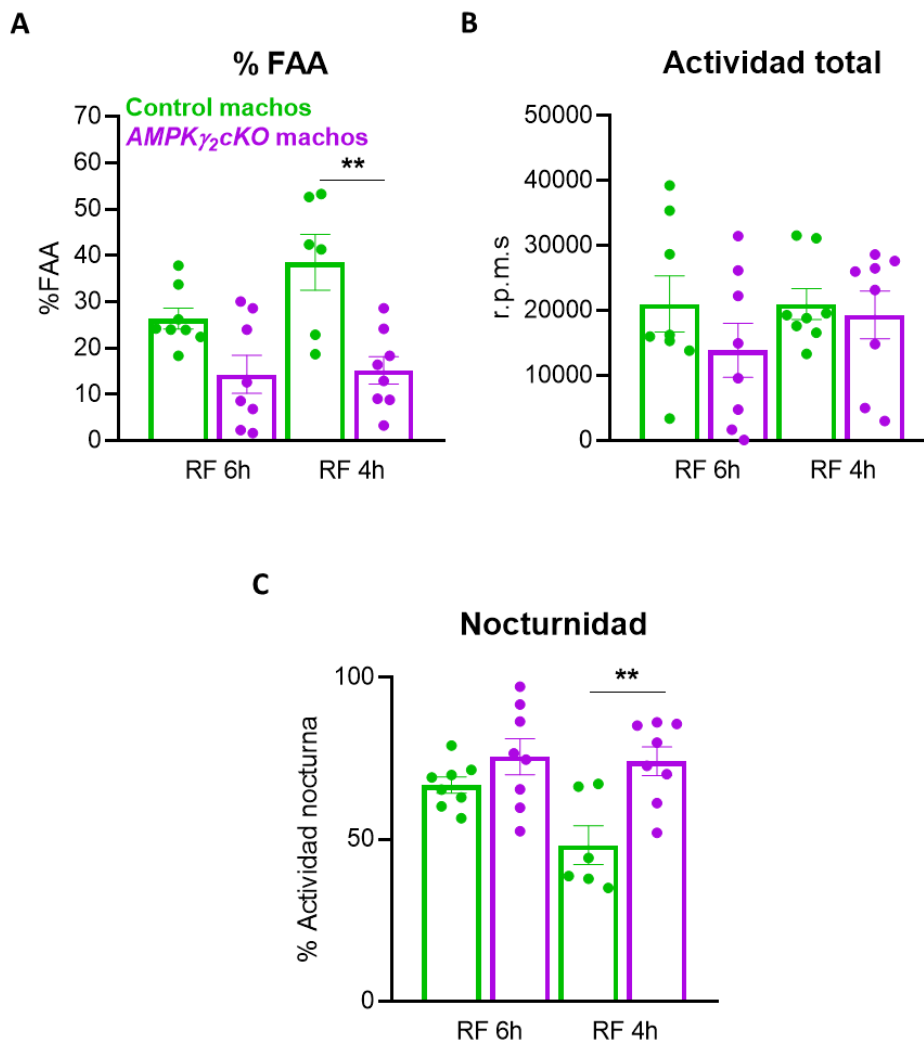 A
% FAA
Control machos
AMPKγ₂cKO machos
70
60
50
40
30
20
10
0
%FAA
**
RF 6h
RF 4h
B
Actividad total
50000
40000
30000
20000
10000
0
r.p.m.s
RF 6h
RF 4h
C
Nocturnidad
100
50
0
% Actividad nocturna
**
RF 6h
RF 4h